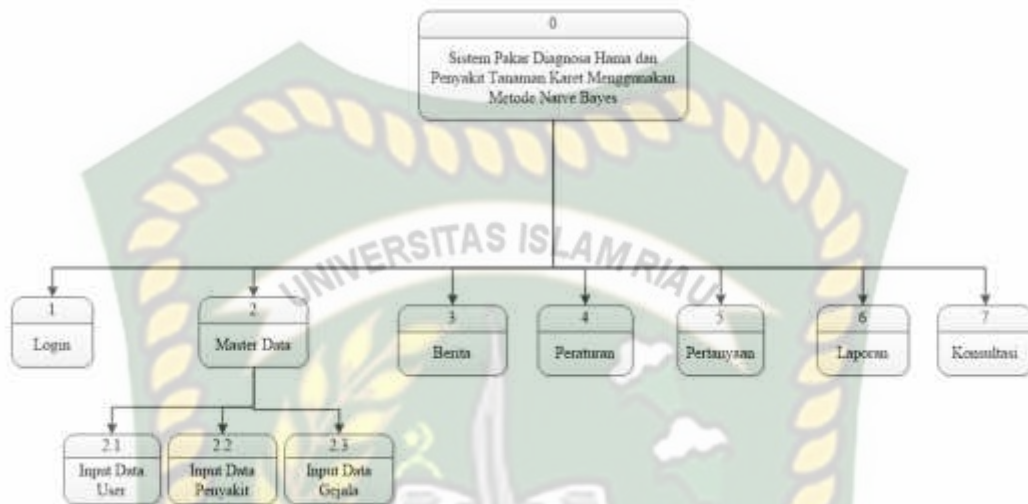 0
Sistem Pakar Diagnosa Hama dan
Penyakit Tanaman Karet Menggunakan
Metode Naive Bayes
UNIVERSITAS ISLAM RIAU
1
Login
2
Master Data
3
Berita
4
Peraturan
5
Pertanyaan
6
Laporan
7
Konsultasi
2.1
Input Data
User
2.2
Input Data
Penyakit
2.3
Input Data
Gejala